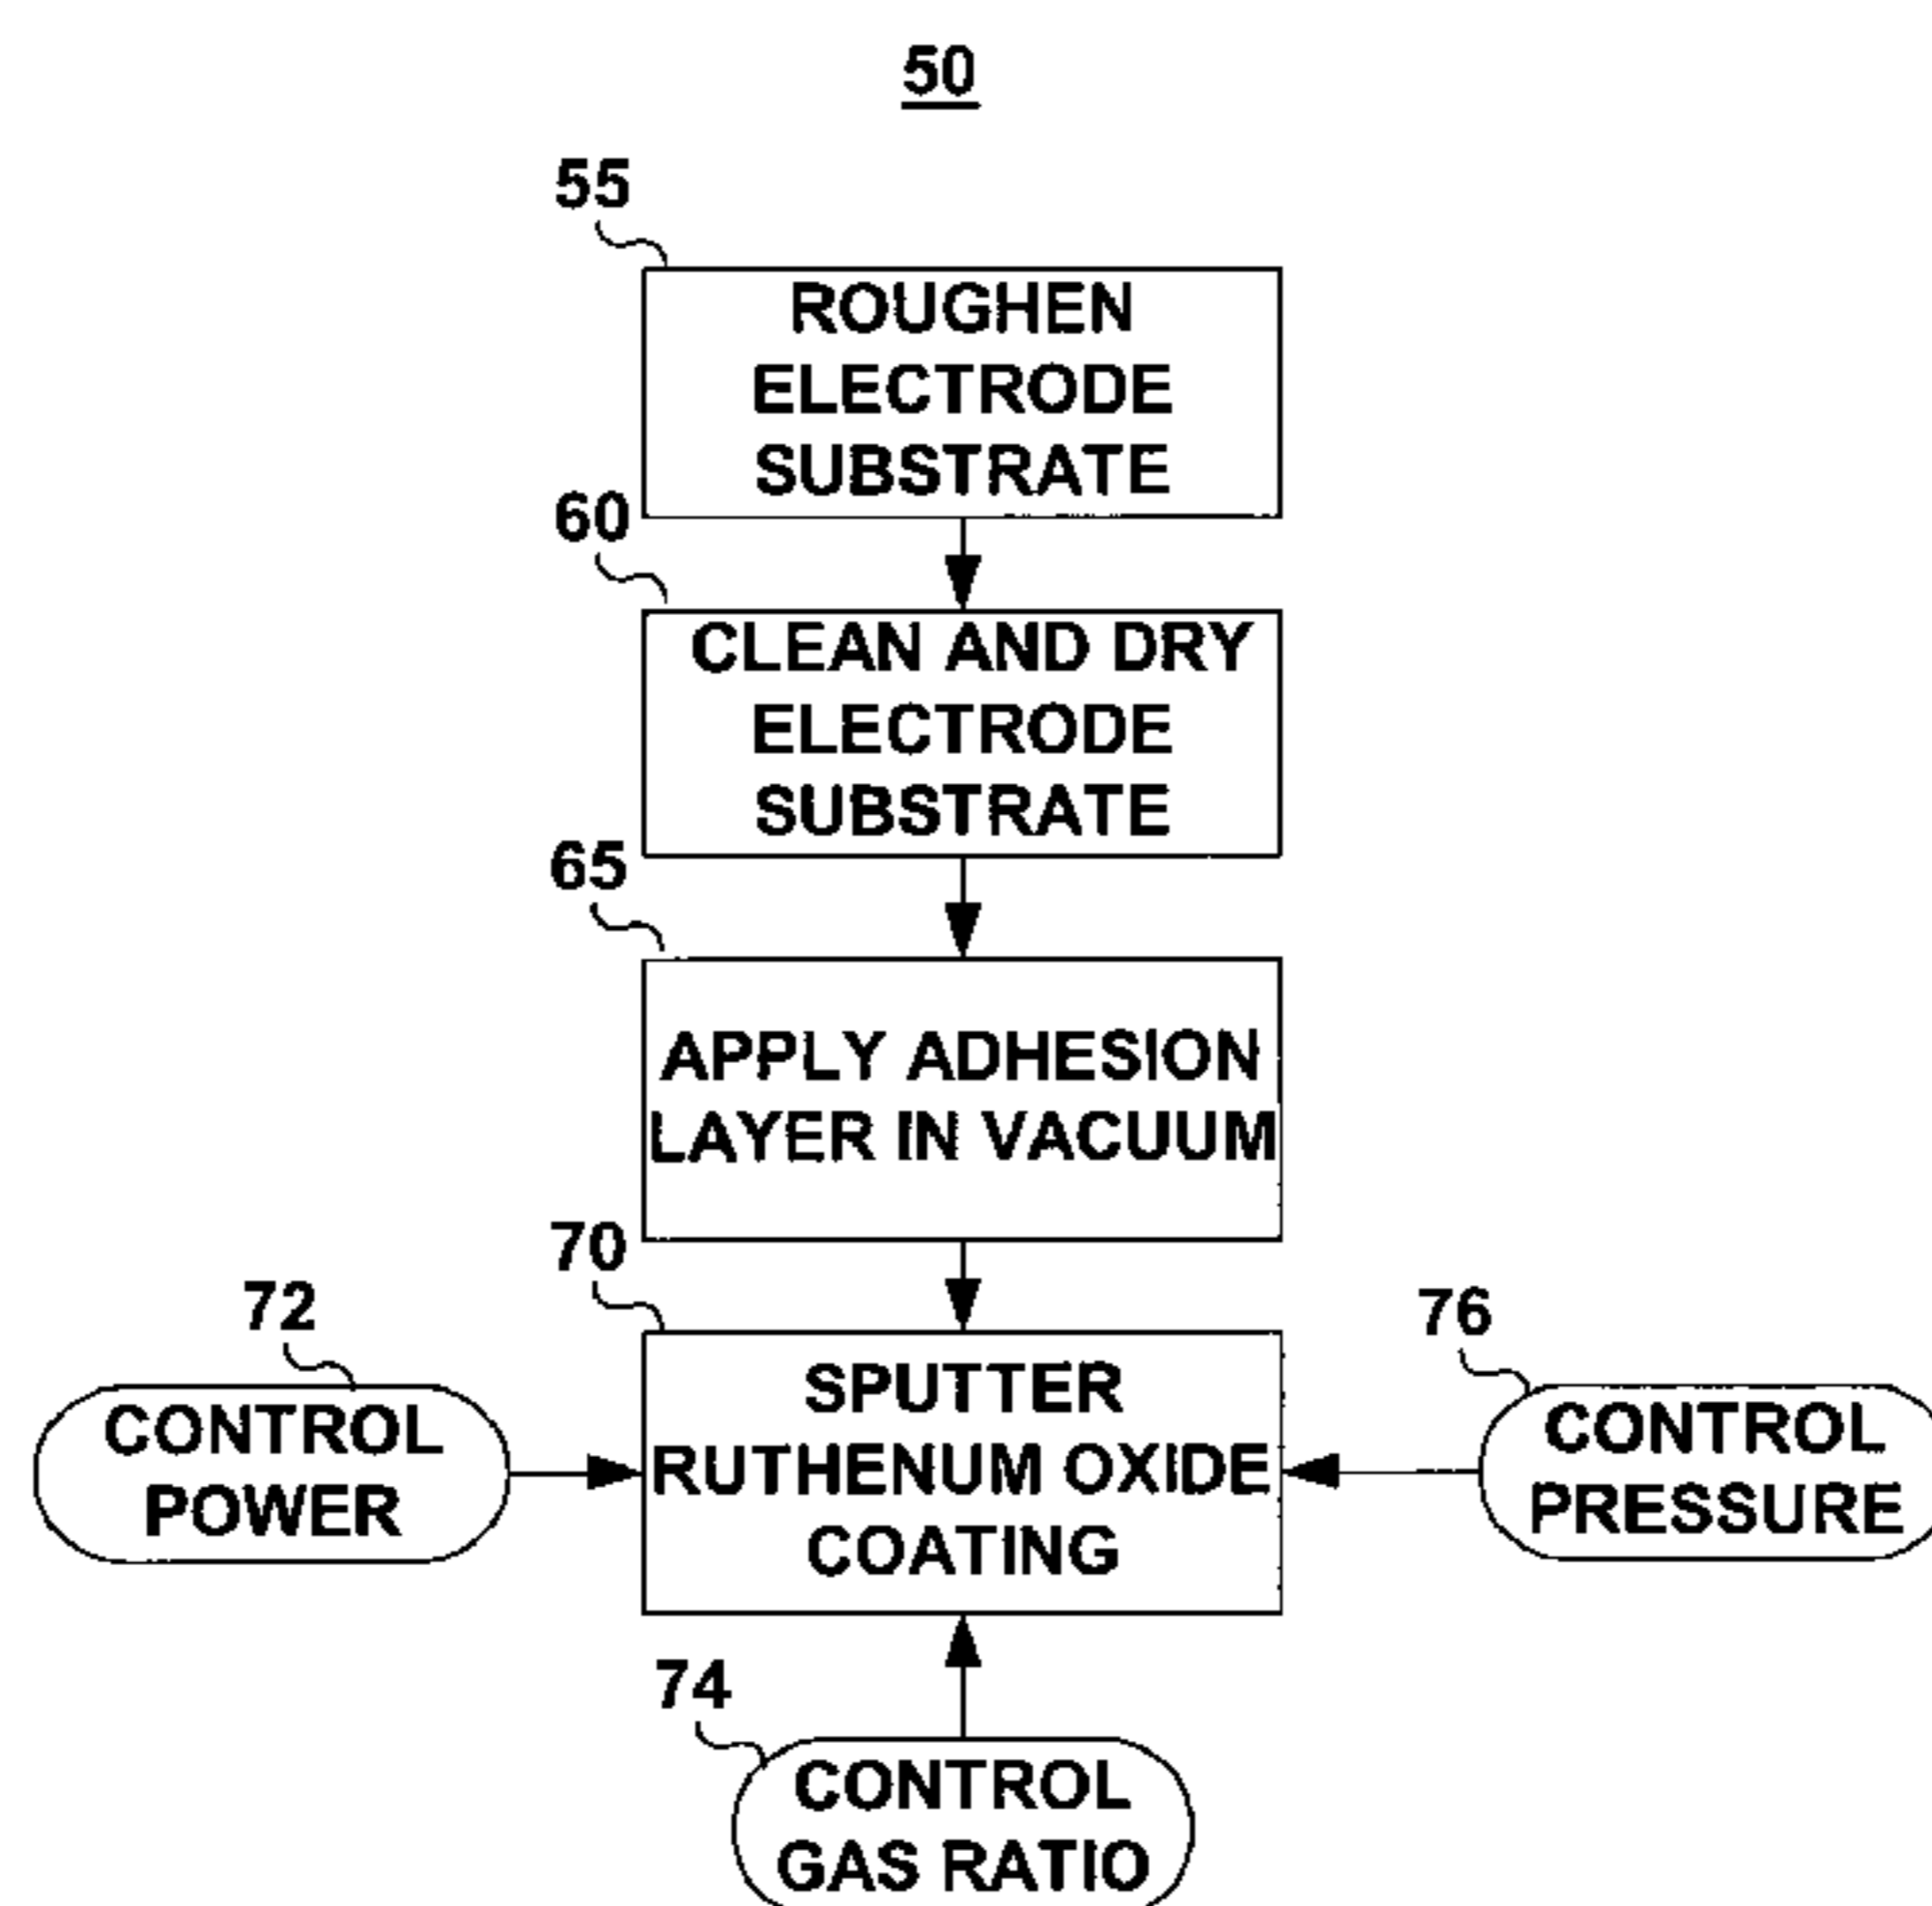 50
55
ROUGHEN
ELECTRODE
SUBSTRATE
60
CLEAN AND DRY
ELECTRODE
SUBSTRATE
65
APPLY ADHESION
LAYER IN VACUUM
70
SPUTTER
RUTHENUM OXIDE
COATING
72
CONTROL
POWER
76
CONTROL
PRESSURE
74
CONTROL
GAS RATIO